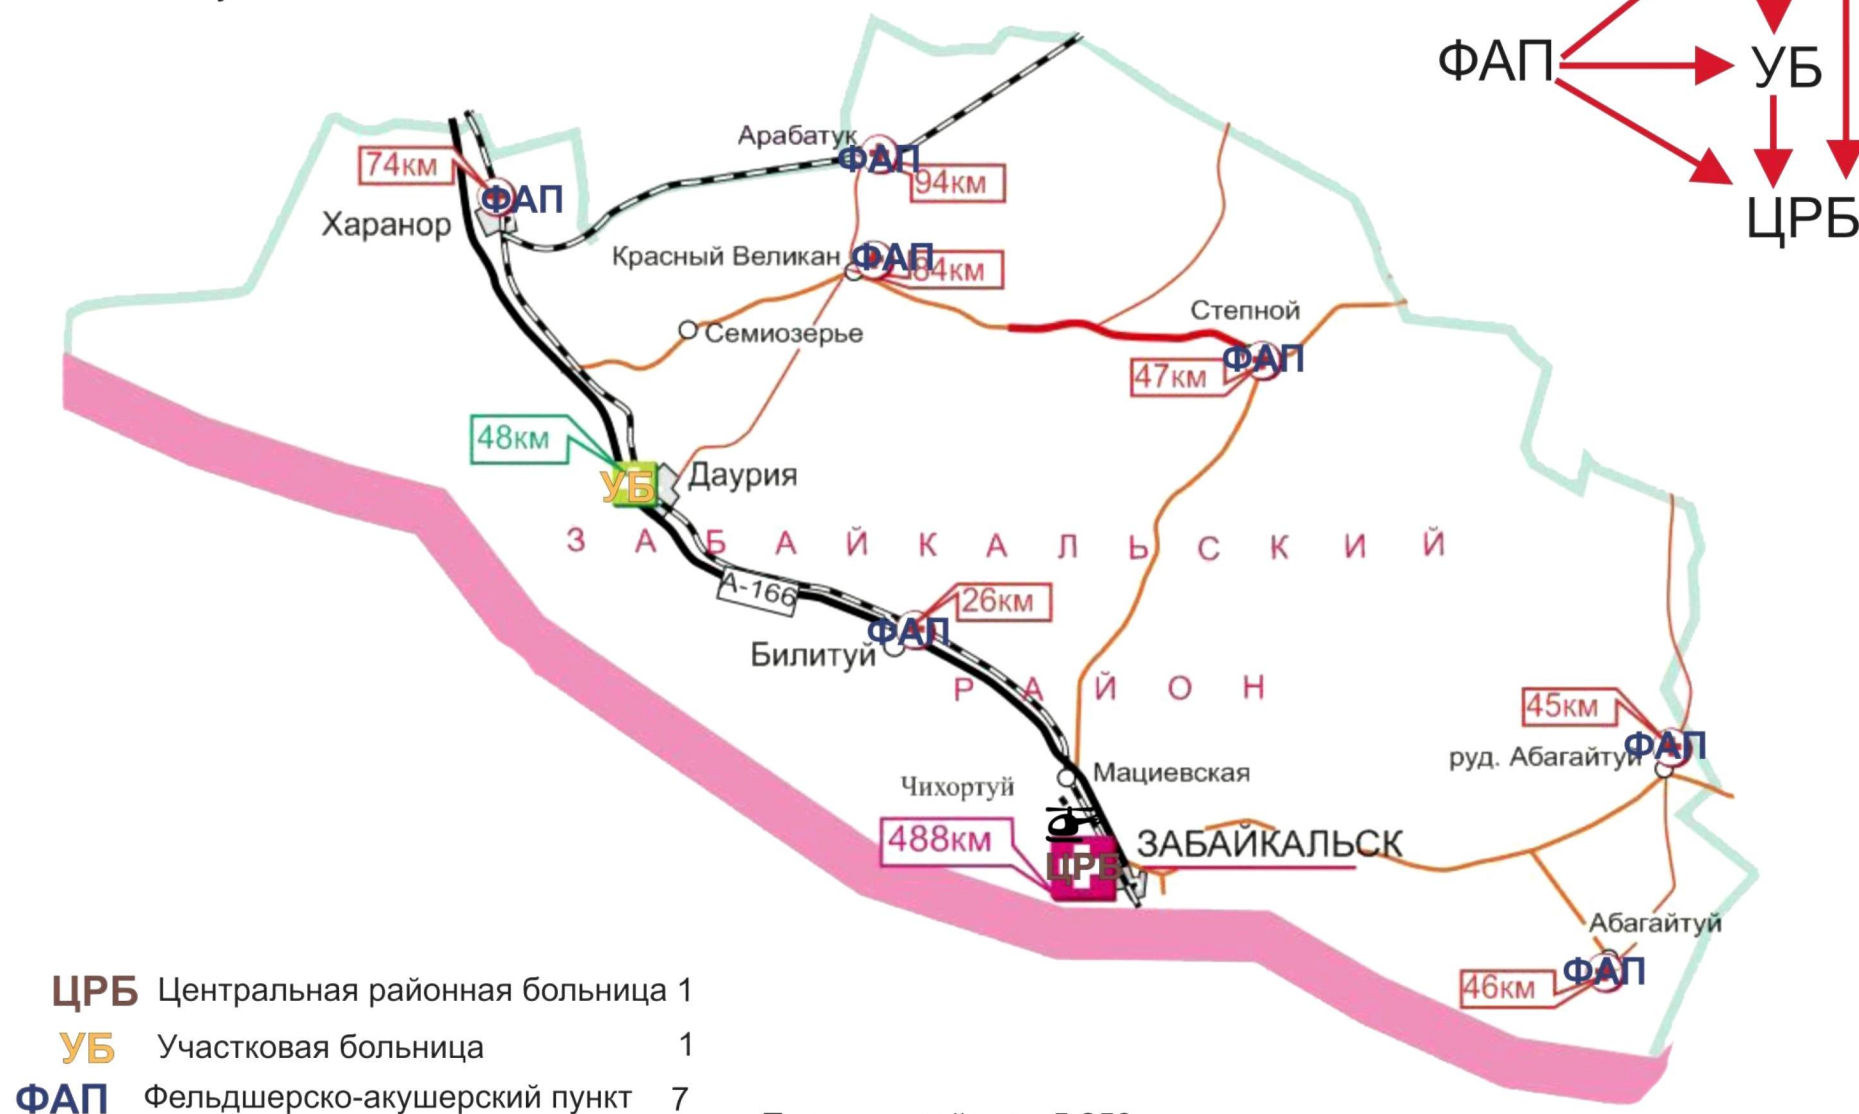 ФАП
УБ
ЦРБ
Арабатук
ФАП
94км
74км
ФАП
Харанор
Красный Великан
ФАП
84км
Степной
ФАП
47км
Семиозерье
48км
УБ
Даурия
ЗАБАЙКАЛЬСКИЙ
А-166
26км
ФАП
Билитуй
РАЙОН
45км
ФАП
руд. Абагайтуй
Мациевская
Чихортуй
488км
ЦРБ
ЗАБАЙКАЛЬСК
Абагайтуй
ФАП
46км
ЦРБ Центральная районная больница 1
УБ Участковая больница 1
ФАП Фельдшерско-акушерский пункт 7